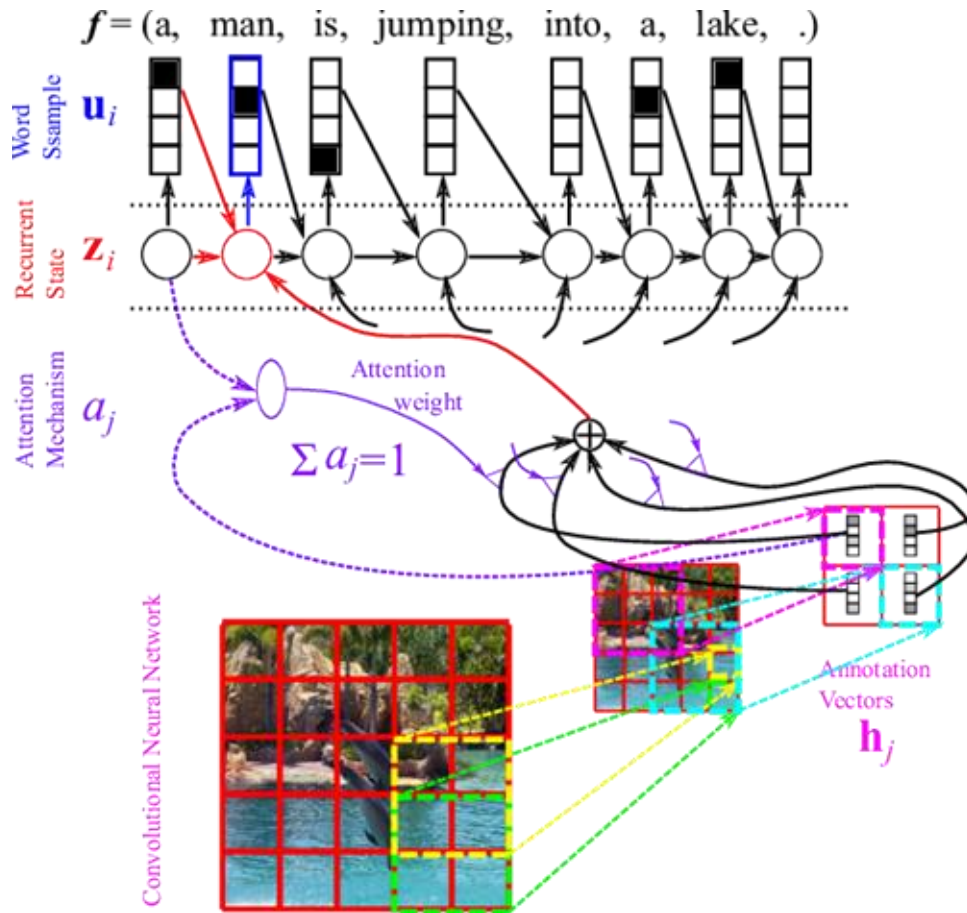 f = (a, man, is, jumping, into, a, lake, .)
Word
Ssample
u_i
Recurrent
State
z_i
Attention
Mechanism
a_j
Attention
weight
Σ a_j=1
Convolutional Neural Network
Annotation
Vectors
h_j